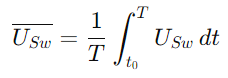 $\overline{U_{Sw}} = \frac{1}{T} \int_{t_0}^{T} U_{Sw} \, dt$